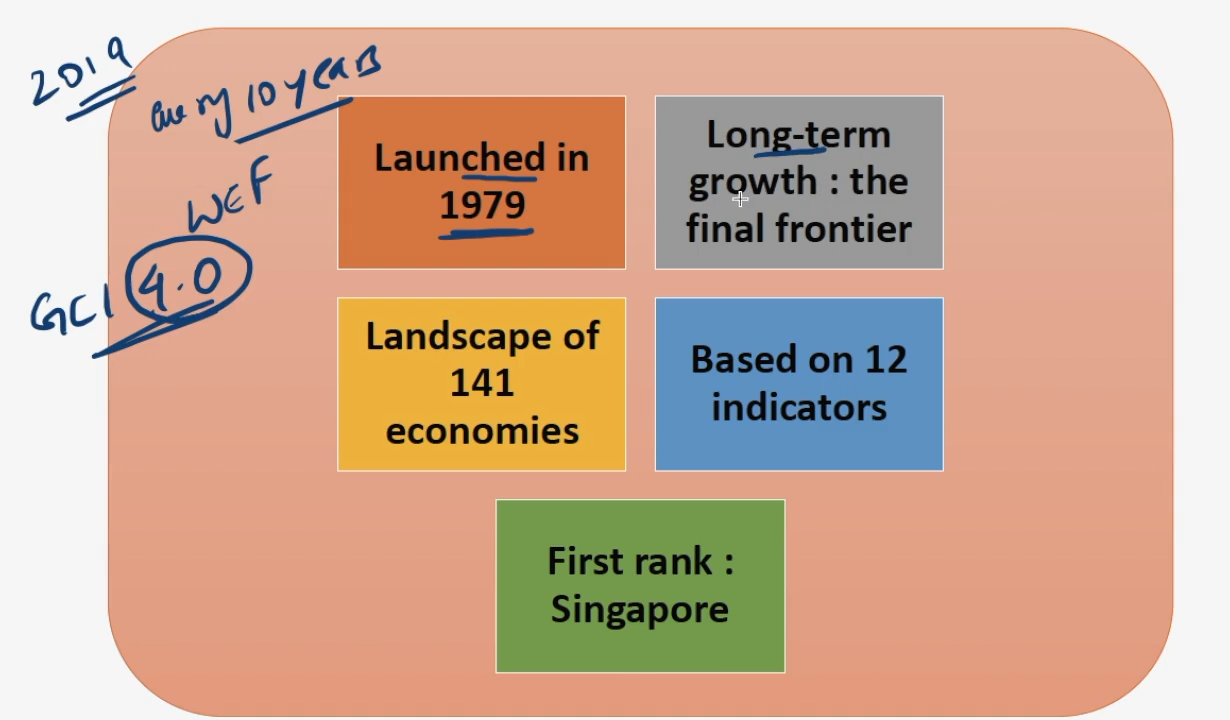 2019
every 10 years
WEF
GCI 4.0
Launched in
1979
Long-term
growth : the
final frontier
Landscape of
141
economies
Based on 12
indicators
First rank :
Singapore